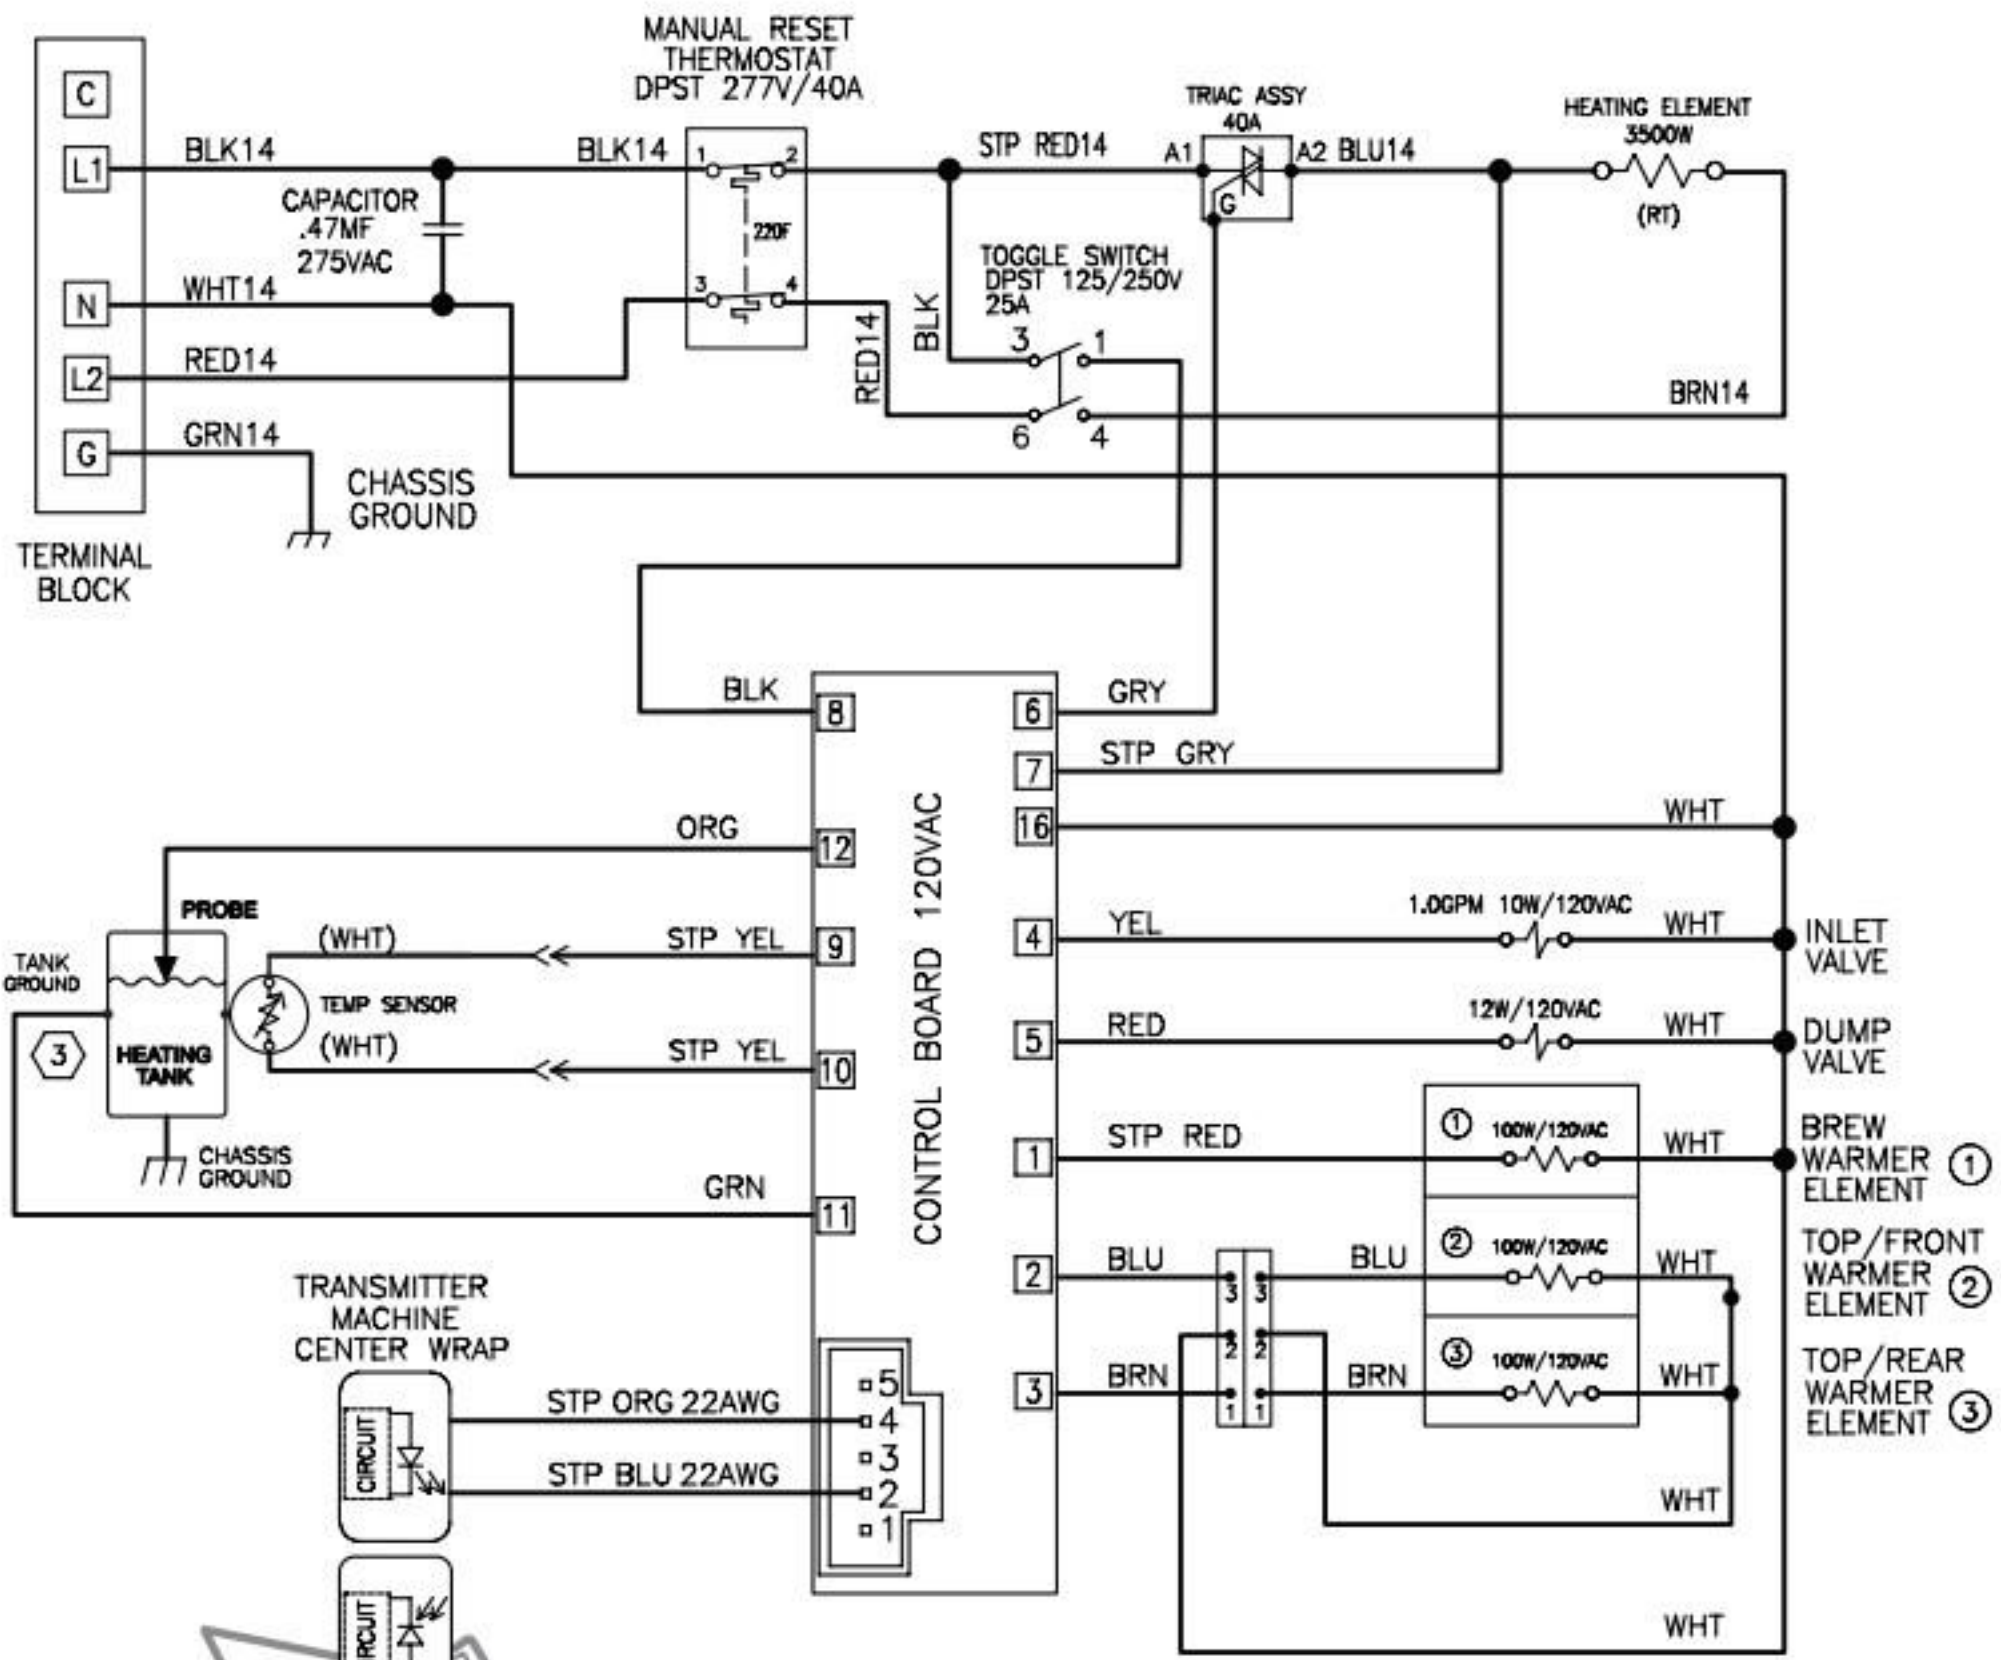 MANUAL RESET
THERMOSTAT
DPST 277V/40A
TRIAC ASSY
40A
HEATING ELEMENT
3500W
(RT)
C
L1
BLK14
BLK14
1
2
STP RED14
A1
A2
BLU14
G
CAPACITOR
.47MF
275VAC
220F
TOGGLE SWITCH
DPST 125/250V
25A
N
WHT14
3
4
RED14
BLK
3
1
6
4
BRN14
L2
RED14
G
GRN14
CHASSIS
GROUND
TERMINAL
BLOCK
BLK
8
6
GRY
7
STP GRY
16
WHT
CONTROL BOARD 120VAC
ORG
12
PROBE
(WHT)
STP YEL
9
TANK
GROUND
TEMP SENSOR
3
HEATING
TANK
(WHT)
STP YEL
10
CHASSIS
GROUND
GRN
11
4
YEL
1.0GPM 10W/120VAC
WHT
INLET
VALVE
5
RED
12W/120VAC
WHT
DUMP
VALVE
1
STP RED
1
100W/120VAC
WHT
BREW
WARMER
ELEMENT
1
2
BLU
3
3
BLU
2
100W/120VAC
WHT
TOP/FRONT
WARMER
ELEMENT
2
2
2
3
BRN
1
1
BRN
3
100W/120VAC
WHT
TOP/REAR
WARMER
ELEMENT
3
WHT
WHT
TRANSMITTER
MACHINE
CENTER WRAP
CIRCUIT
STP ORG 22AWG
STP BLU 22AWG
5
4
3
2
1